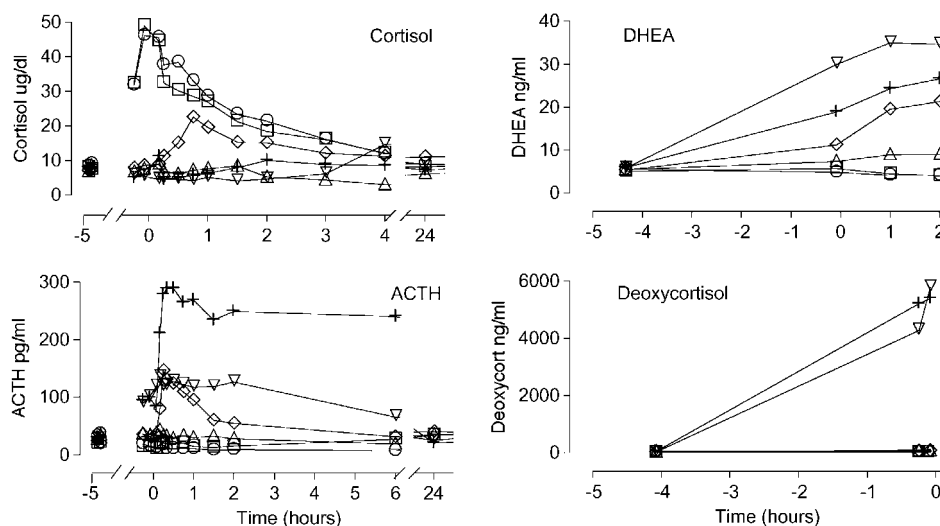 50
40
30
20
10
0
Cortisol ug/dl
Cortisol
-5 0 1 2 3 4 24
40
30
20
10
0
DHEA ng/ml
DHEA
-5 -4 -3 -2 -1 0 1 2
300
200
100
0
ACTH pg/ml
ACTH
-5 0 1 2 3 4 5 6 24
Time (hours)
6000
4000
2000
0
Deoxycort ng/ml
Deoxycortisol
-5 -4 -3 -2 -1 0
Time (hours)